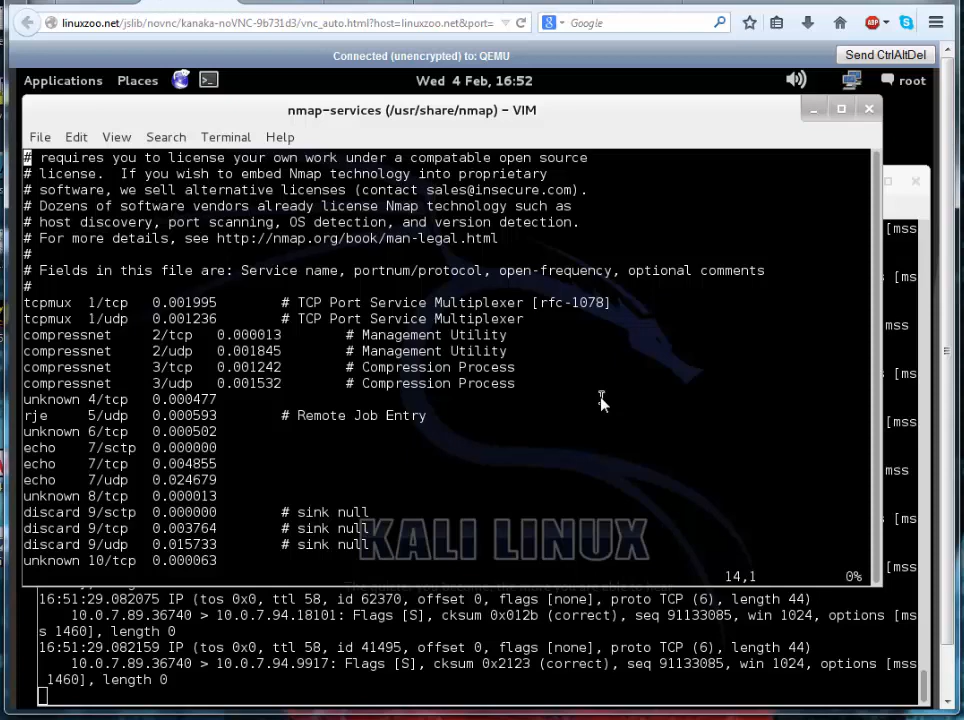 linuxzoo.net/jslib/novnc/kanaka-noVNC-9b731d3/vnc_auto.html?host=linuxzoo.net&port=
Google
Connected (unencrypted) to: QEMU
Send CtrlAltDel
Applications Places
Wed 4 Feb, 16:52
root
nmap-services (/usr/share/nmap) - VIM
File Edit View Search Terminal Help
# requires you to license your own work under a compatable open source
# license.  If you wish to embed Nmap technology into proprietary
# software, we sell alternative licenses (contact sales@insecure.com).
# Dozens of software vendors already license Nmap technology such as
# host discovery, port scanning, OS detection, and version detection.
# For more details, see http://nmap.org/book/man-legal.html
#
# Fields in this file are: Service name, portnum/protocol, open-frequency, optional comments
#
tcpmux 1/tcp 0.001995 # TCP Port Service Multiplexer [rfc-1078]
tcpmux 1/udp 0.001236 # TCP Port Service Multiplexer
compressnet 2/tcp 0.000013 # Management Utility
compressnet 2/udp 0.001845 # Management Utility
compressnet 3/tcp 0.001242 # Compression Process
compressnet 3/udp 0.001532 # Compression Process
unknown 4/tcp 0.000477
rje 5/udp 0.000593 # Remote Job Entry
unknown 6/tcp 0.000502
echo 7/sctp 0.000000
echo 7/tcp 0.004855
echo 7/udp 0.024679
unknown 8/tcp 0.000013
discard 9/sctp 0.000000 # sink null
discard 9/tcp 0.003764 # sink null
discard 9/udp 0.015733 # sink null
unknown 10/tcp 0.000063
KALI LINUX
14,1 0%
[mss
mss
[mss
[mss
mss
[mss
[mss
16:51:29.082075 IP (tos 0x0, ttl 58, id 62370, offset 0, flags [none], proto TCP (6), length 44)
10.0.7.89.36740 > 10.0.7.94.18101: Flags [S], cksum 0x012b (correct), seq 91133085, win 1024, options [ms
s 1460], length 0
16:51:29.082159 IP (tos 0x0, ttl 58, id 41495, offset 0, flags [none], proto TCP (6), length 44)
10.0.7.89.36740 > 10.0.7.94.9917: Flags [S], cksum 0x2123 (correct), seq 91133085, win 1024, options [mss
1460], length 0